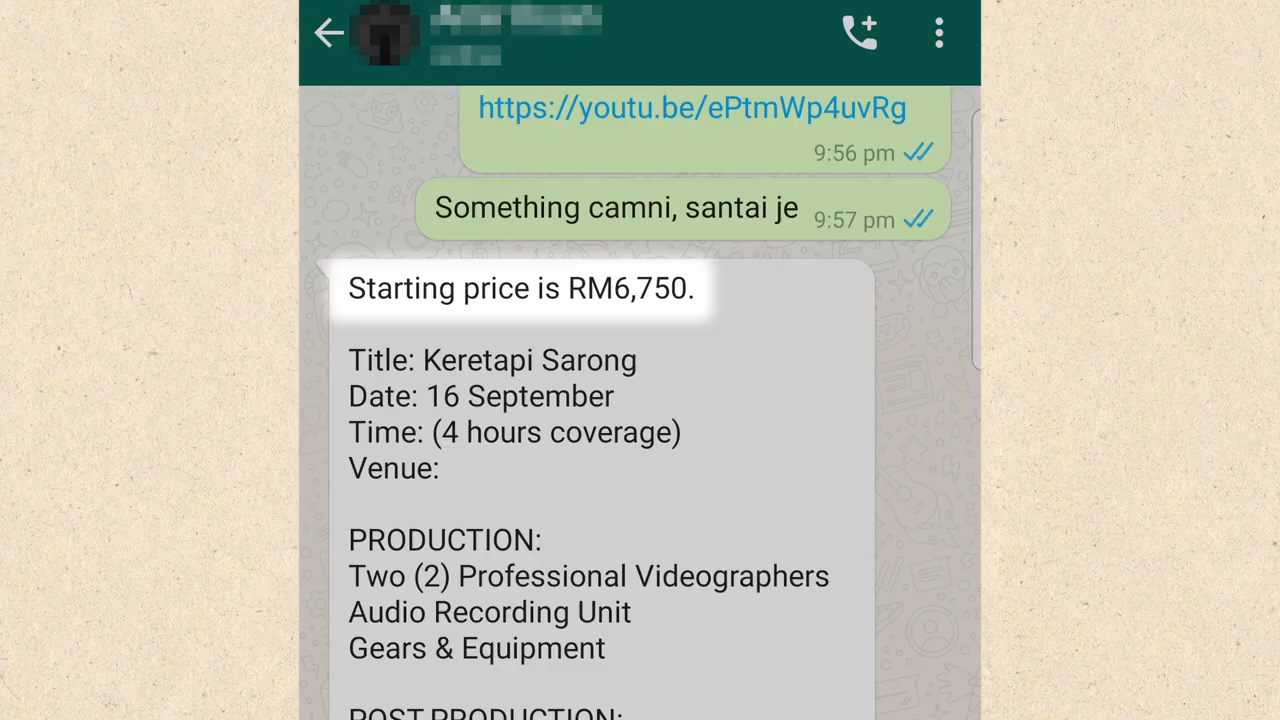 https://youtu.be/ePtmWp4uvRg
9:56 pm
Something camni, santai je
9:57 pm
Starting price is RM6,750.
Title: Keretapi Sarong
Date: 16 September
Time: (4 hours coverage)
Venue:
PRODUCTION:
Two (2) Professional Videographers
Audio Recording Unit
Gears & Equipment
POST PRODUCTION: